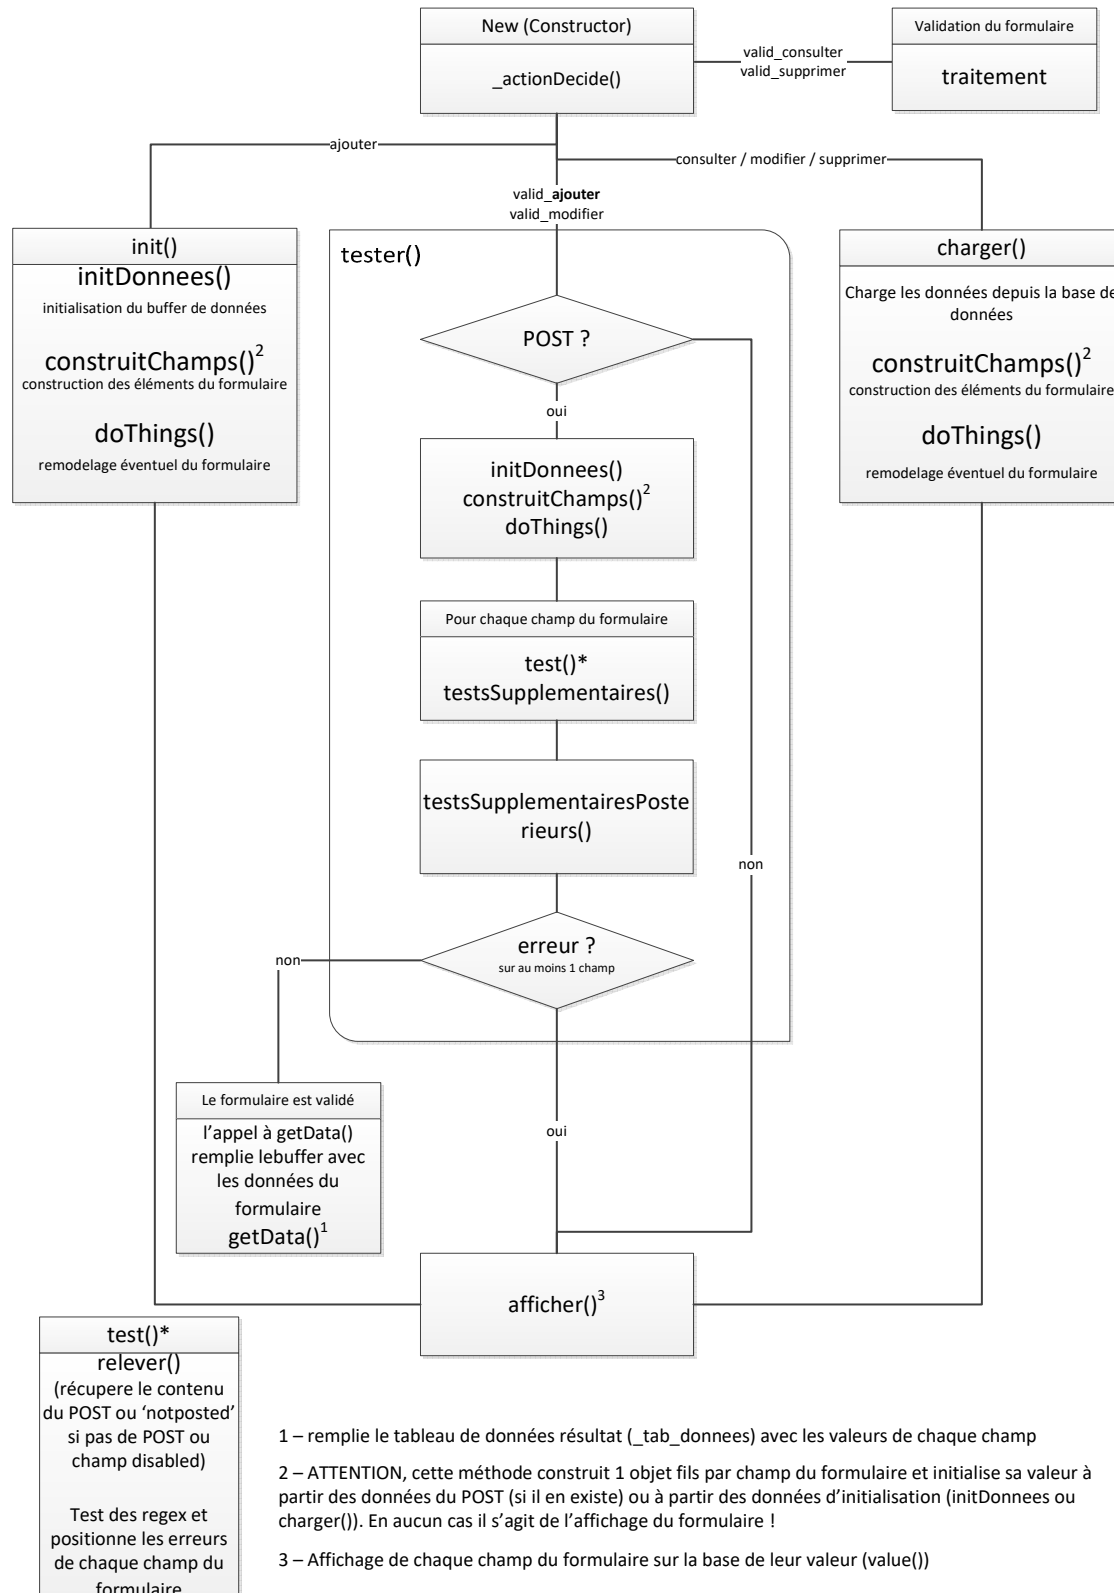 New (Constructor)
_actionDecide()
valid_consulter
valid_supprimer
Validation du formulaire
traitement
ajouter
consulter / modifier / supprimer
valid_ajouter
valid_modifier
init()
initDonnees()
initialisation du buffer de données
construitChamps()2
construction des éléments du formulaire
doThings()
remodelage éventuel du formulaire
tester()
POST ?
oui
initDonnees()
construitChamps()2
doThings()
Pour chaque champ du formulaire
test()*
testsSupplementaires()
testsSupplementairesPoste
rieurs()
non
erreur ?
sur au moins 1 champ
non
oui
charger()
Charge les données depuis la base de
données
construitChamps()2
construction des éléments du formulaire
doThings()
remodelage éventuel du formulaire
Le formulaire est validé
l’appel à getData()
remplie lebuffer avec
les données du
formulaire
getData()1
afficher()3
test()*
relever()
(récupere le contenu
du POST ou ‘notposted’
si pas de POST ou
champ disabled)
Test des regex et
positionne les erreurs
de chaque champ du
formulaire
1 – remplie le tableau de données résultat (_tab_donnees) avec les valeurs de chaque champ
2 – ATTENTION, cette méthode construit 1 objet fils par champ du formulaire et initialise sa valeur à
partir des données du POST (si il en existe) ou à partir des données d’initialisation (initDonnees ou
charger()). En aucun cas il s’agit de l’affichage du formulaire !
3 – Affichage de chaque champ du formulaire sur la base de leur valeur (value())